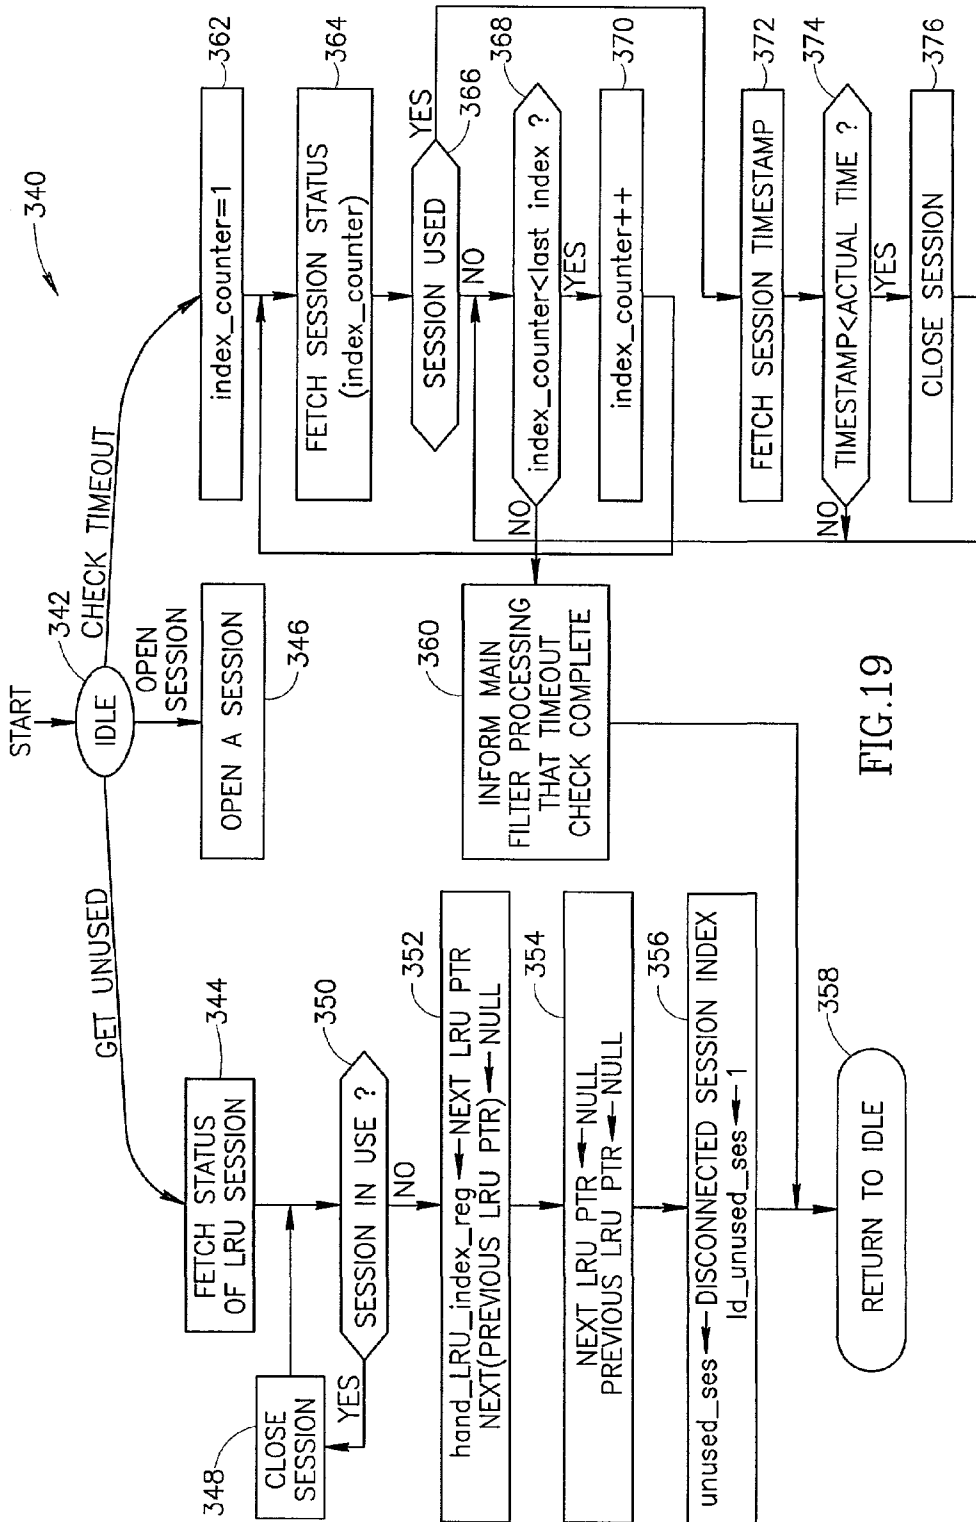 340
START
IDLE
342
GET UNUSED
OPEN
SESSION
CHECK TIMEOUT
FETCH STATUS
OF LRU SESSION
344
348
CLOSE
SESSION
SESSION IN USE ?
350
YES
NO
hand_LRU_index_reg←NEXT LRU PTR
NEXT(PREVIOUS LRU PTR)←NULL
352
NEXT LRU PTR←NULL
PREVIOUS LRU PTR←NULL
354
unused_ses←DISCONNECTED SESSION INDEX
ld_unused_ses←1
356
RETURN TO IDLE
358
OPEN A SESSION
346
360
INFORM MAIN
FILTER PROCESSING
THAT TIMEOUT
CHECK COMPLETE
index_counter=1
362
FETCH SESSION STATUS
(index_counter)
364
SESSION USED
366
YES
NO
index_counter<last index ?
368
NO
YES
index_counter++
370
FETCH SESSION TIMESTAMP
372
TIMESTAMP<ACTUAL TIME ?
374
NO
YES
CLOSE SESSION
376
FIG.19